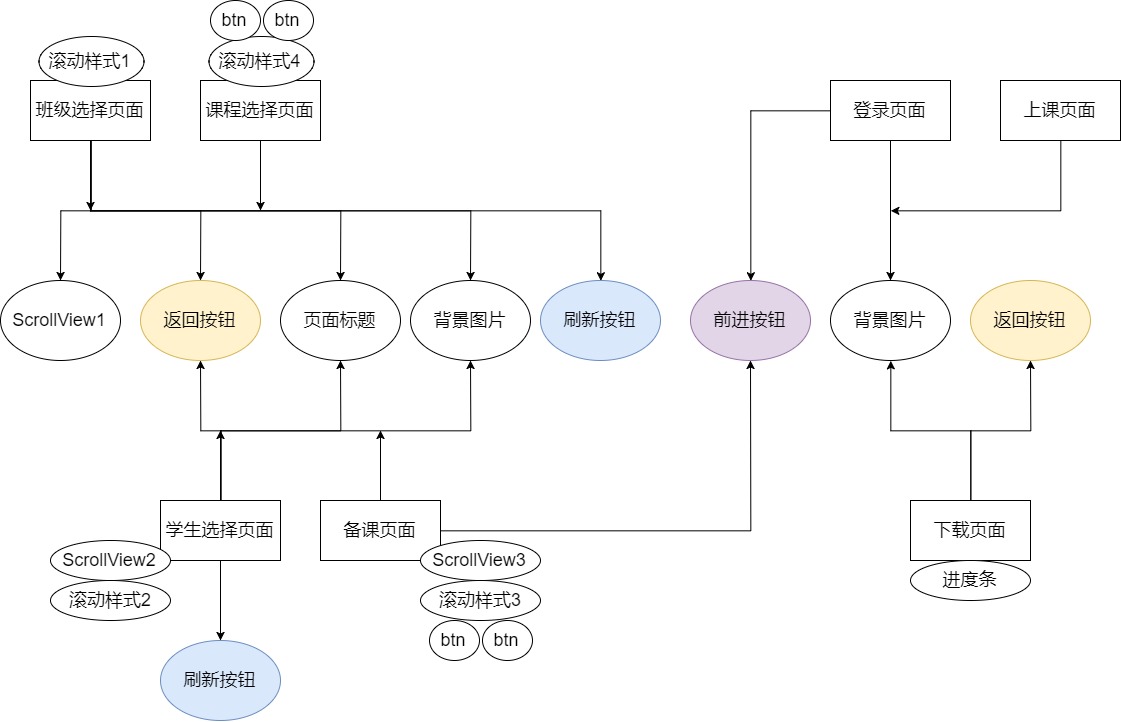 btn
btn
滚动样式1
滚动样式4
班级选择页面
课程选择页面
登录页面
上课页面
ScrollView1
返回按钮
页面标题
背景图片
刷新按钮
前进按钮
背景图片
返回按钮
学生选择页面
备课页面
下载页面
ScrollView2
ScrollView3
进度条
滚动样式2
滚动样式3
btn
btn
刷新按钮